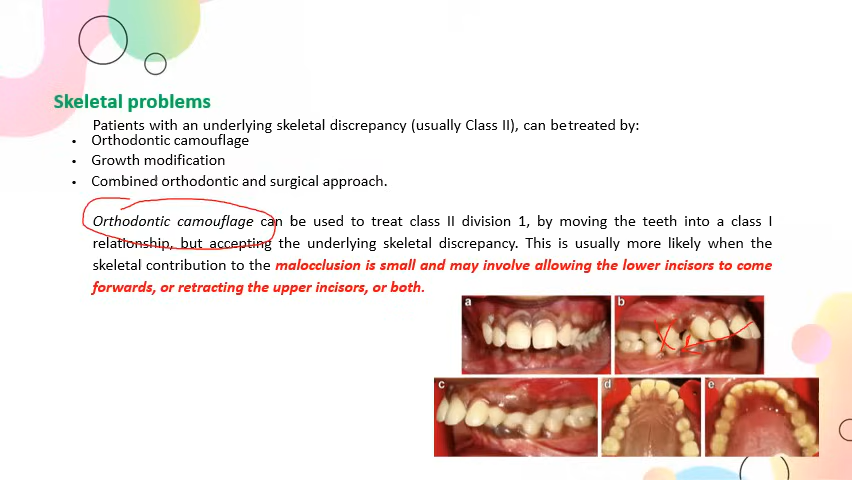 Skeletal problems
Patients with an underlying skeletal discrepancy (usually Class II), can be treated by:
• Orthodontic camouflage
• Growth modification
• Combined orthodontic and surgical approach.
Orthodontic camouflage can be used to treat class II division 1, by moving the teeth into a class I
relationship, but accepting the underlying skeletal discrepancy. This is usually more likely when the
skeletal contribution to the malocclusion is small and may involve allowing the lower incisors to come
forwards, or retracting the upper incisors, or both.
a
b
c
d
e